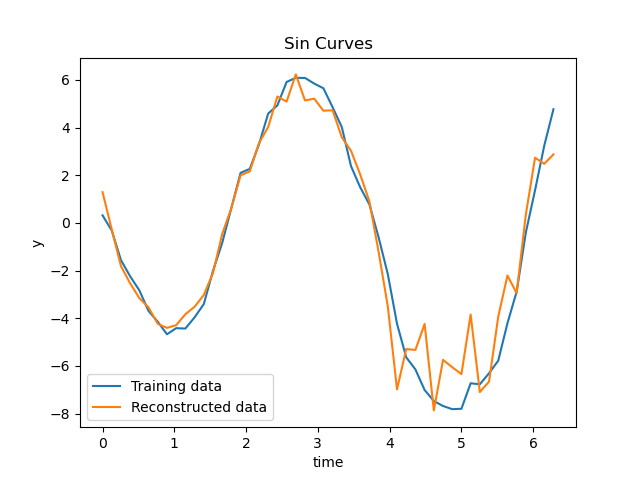 Sin Curves
6
4
2
0
−2
−4
−6
−8
y
Training data
Reconstructed data
0 1 2 3 4 5 6
time